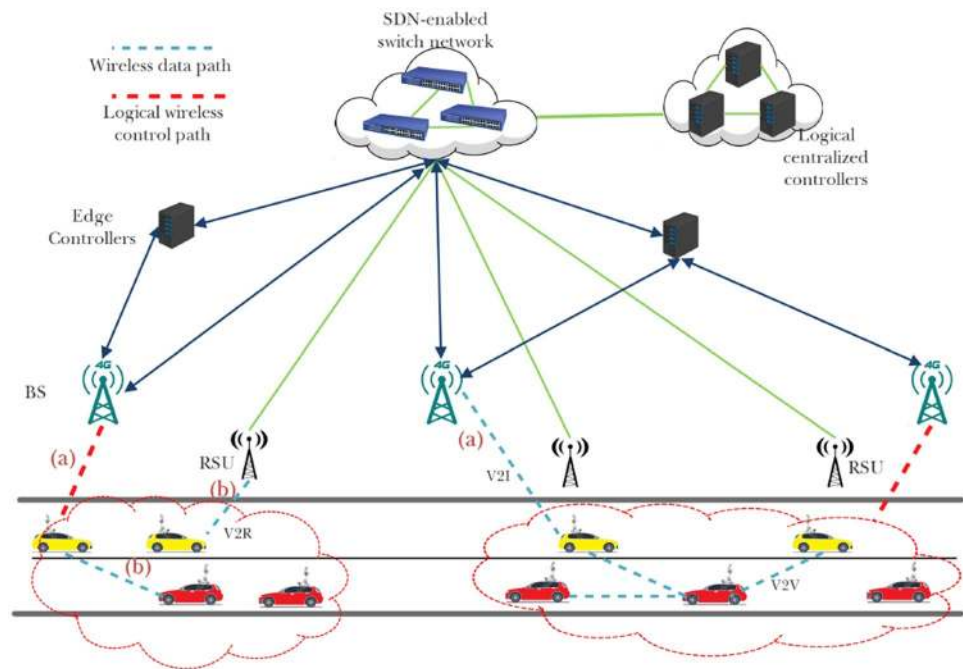 SDN-enabled
switch network
Wireless data path
Logical wireless
control path
Logical
centralized
controllers
Edge
Controllers
4G
4G
4G
BS
(a)
(a)
RSU
RSU
(b)
V2I
V2R
(b)
V2V